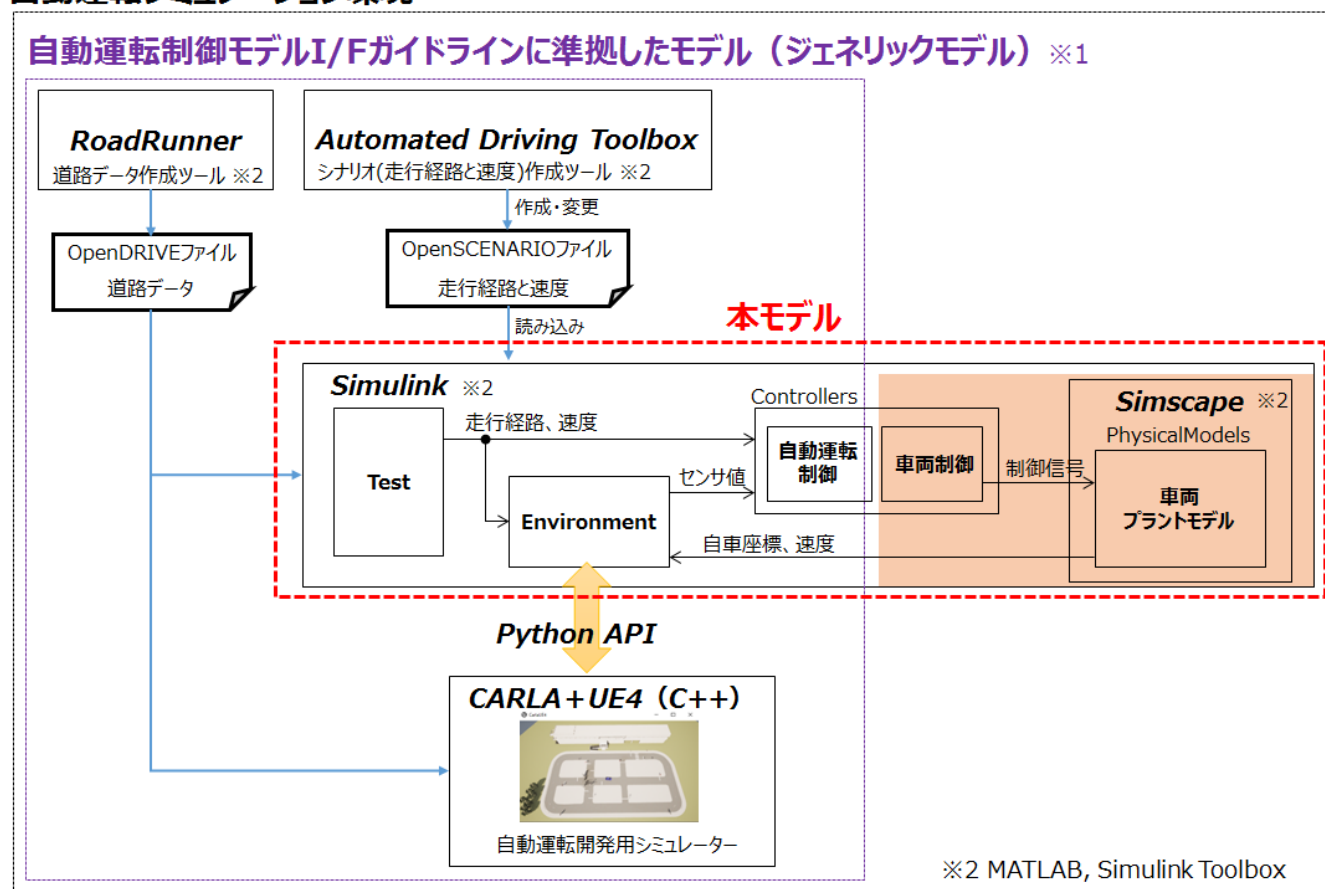 自動運転制御モデルI/Fガイドラインに準拠したモデル（ジェネリックモデル）※1
RoadRunner
道路データ作成ツール ※2
Automated Driving Toolbox
シナリオ(走行経路と速度)作成ツール ※2
作成・変更
OpenDRIVEファイル
道路データ
OpenSCENARIOファイル
走行経路と速度
読み込み
本モデル
Simulink ※2
Test
走行経路、速度
Environment
センサ値
Controllers
自動運転
制御
車両制御
制御信号
Simscape ※2
PhysicalModels
車両
プラントモデル
自車座標、速度
Python API
CARLA+UE4（C++）
自動運転開発用シミュレーター
※2 MATLAB, Simulink Toolbox